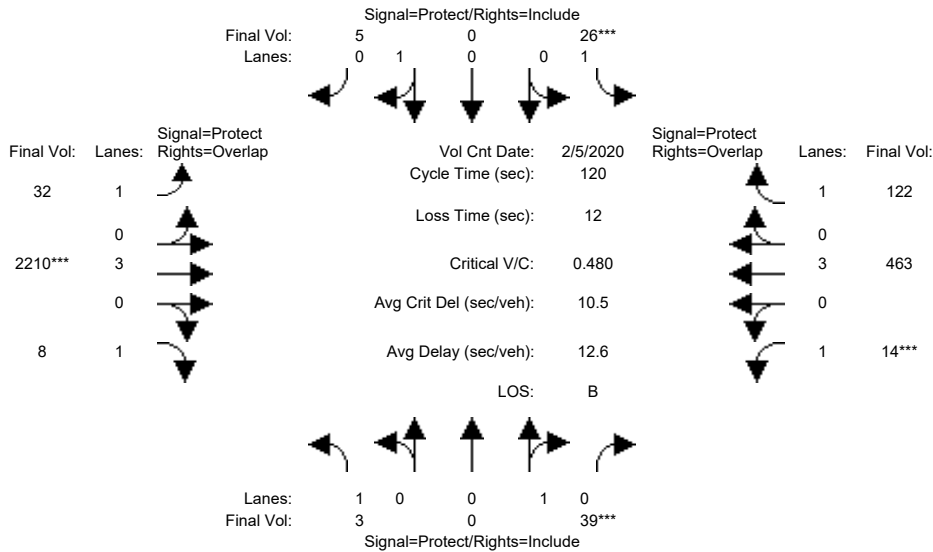 Signal=Protect/Rights=Include
Final Vol: 5 0 26***
Lanes: 0 1 0 0 1
Signal=Protect Signal=Protect
Final Vol: Lanes: Rights=Overlap Vol Cnt Date: 2/5/2020 Rights=Overlap Lanes: Final Vol:
Cycle Time (sec): 120
32 1 1 122
Loss Time (sec): 12
0 0
2210*** 3 Critical V/C: 0.480 3 463
0 Avg Crit Del (sec/veh): 10.5 0
8 1 Avg Delay (sec/veh): 12.6 1 14***
LOS: B
Lanes: 1 0 0 1 0
Final Vol: 3 0 39***
Signal=Protect/Rights=Include